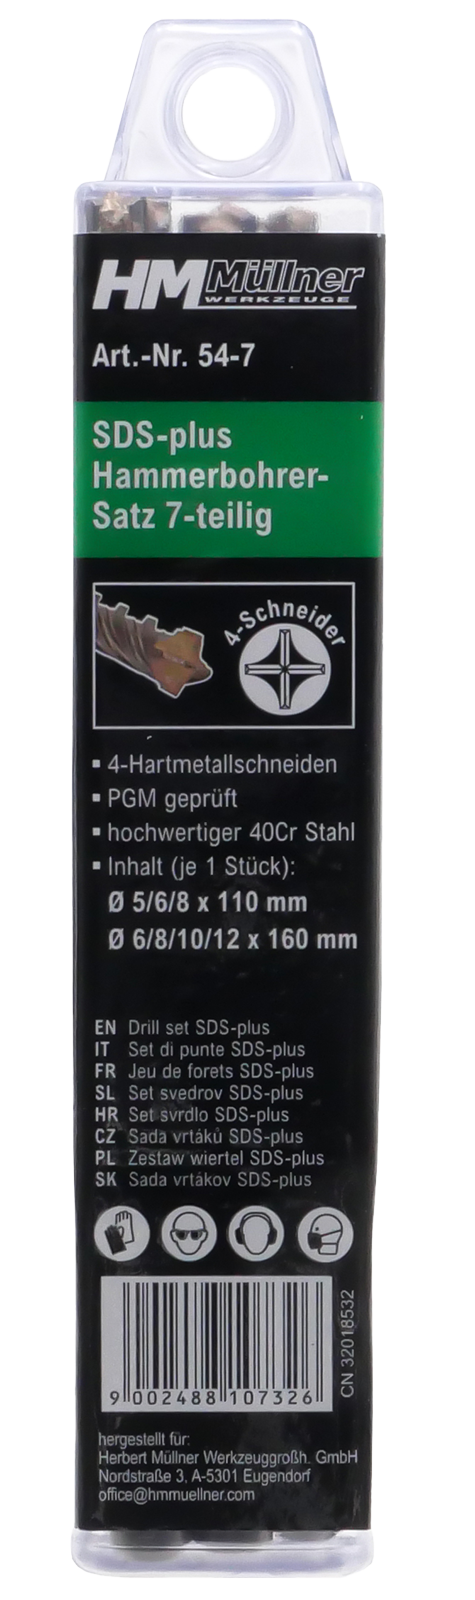 HM Müllner
WERKZEUGE
Art.-Nr. 54-7
SDS-plus
Hammerbohrer-
Satz 7-teilig
4-Schneider
▪ 4-Hartmetallschneiden
▪ PGM geprüft
▪ hochwertiger 40Cr Stahl
▪ Inhalt (je 1 Stück):
Ø 5/6/8 x 110 mm
Ø 6/8/10/12 x 160 mm
EN Drill set SDS-plus
IT Set di punte SDS-plus
FR Jeu de forets SDS-plus
SL Set svedrov SDS-plus
HR Set svrdlo SDS-plus
CZ Sada vrtáků SDS-plus
PL Zestaw wiertel SDS-plus
SK Sada vrtákov SDS-plus
9 002488 107326
CN 32018532
hergestellt für:
Herbert Müllner Werkzeuggroßh. GmbH
Nordstraße 3, A-5301 Eugendorf
office@hmmuellner.com